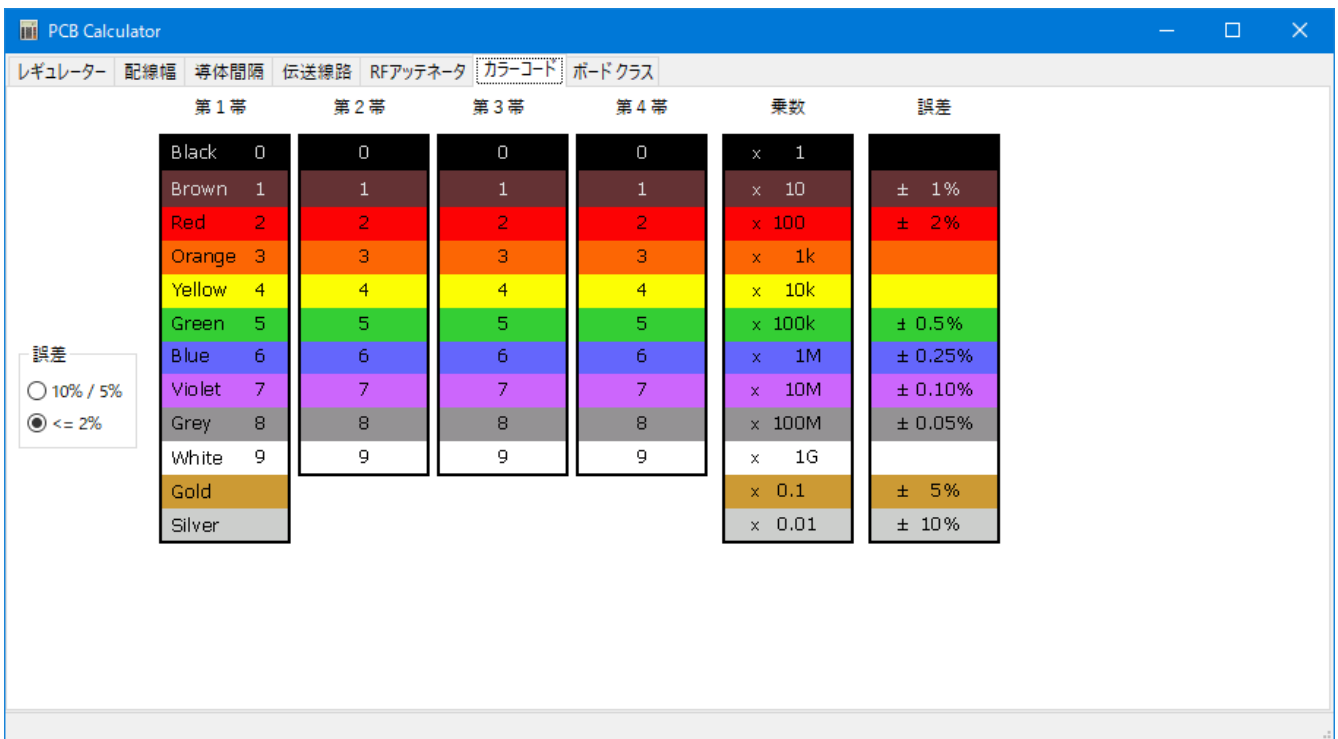 PCB Calculator
レギュレーター 配線幅 導体間隔 伝送線路 RFアッテネータ カラーコード ボードクラス
第1帯 第2帯 第3帯 第4帯 乗数 誤差
Black 0 0 0 0 x 1
Brown 1 1 1 1 x 10 ± 1%
Red 2 2 2 2 x 100 ± 2%
Orange 3 3 3 3 x 1k
Yellow 4 4 4 4 x 10k
Green 5 5 5 5 x 100k ± 0.5%
誤差
Blue 6 6 6 6 x 1M ± 0.25%
10% / 5%
Violet 7 7 7 7 x 10M ± 0.10%
<= 2%
Grey 8 8 8 8 x 100M ± 0.05%
White 9 9 9 9 x 1G
Gold x 0.1 ± 5%
Silver x 0.01 ± 10%